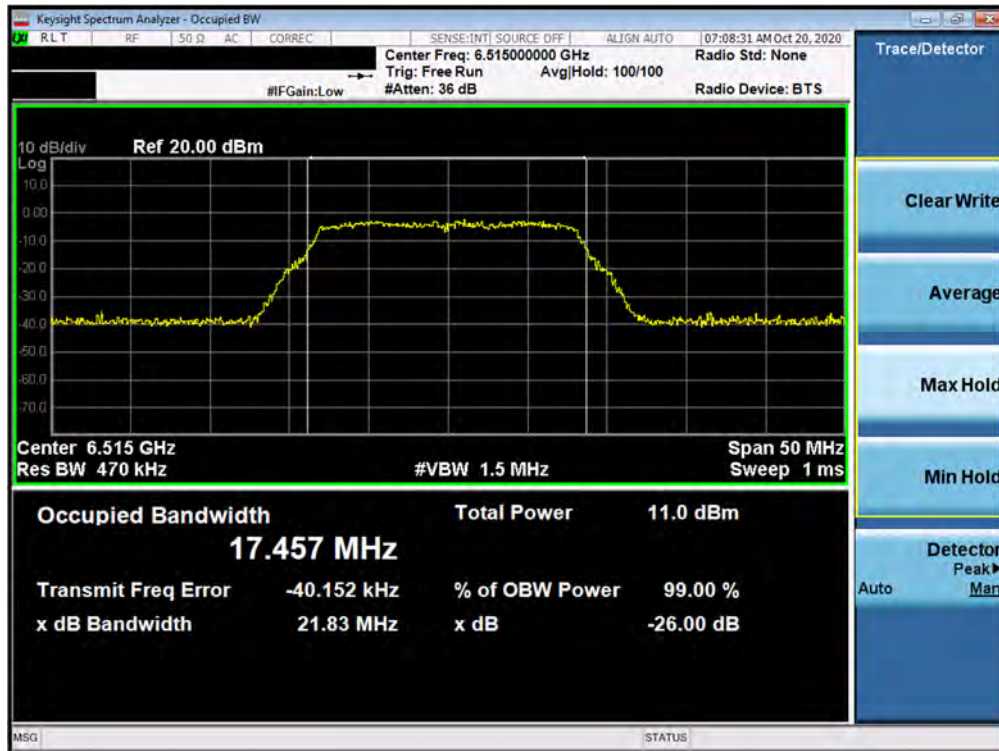 Keysight Spectrum Analyzer - Occupied BW
LXI RLT RF 50 Ω AC CORREC SENSE:INT SOURCE OFF ALIGN AUTO 07:08:31 AM Oct 20, 2020
Center Freq: 6.515000000 GHz Radio Std: None
Trig: Free Run Avg|Hold: 100/100
#IFGain:Low #Atten: 36 dB Radio Device: BTS
Trace/Detector
10 dB/div Ref 20.00 dBm
Log
10.0
0.00
-10.0
-20.0
-30.0
-40.0
-50.0
-60.0
-70.0
Center 6.515 GHz Span 50 MHz
Res BW 470 kHz #VBW 1.5 MHz Sweep 1 ms
Occupied Bandwidth Total Power 11.0 dBm
17.457 MHz
Transmit Freq Error -40.152 kHz % of OBW Power 99.00 %
x dB Bandwidth 21.83 MHz x dB -26.00 dB
Clear Write
Average
Max Hold
Min Hold
Detector
Peak▶
Auto Man
MSG STATUS